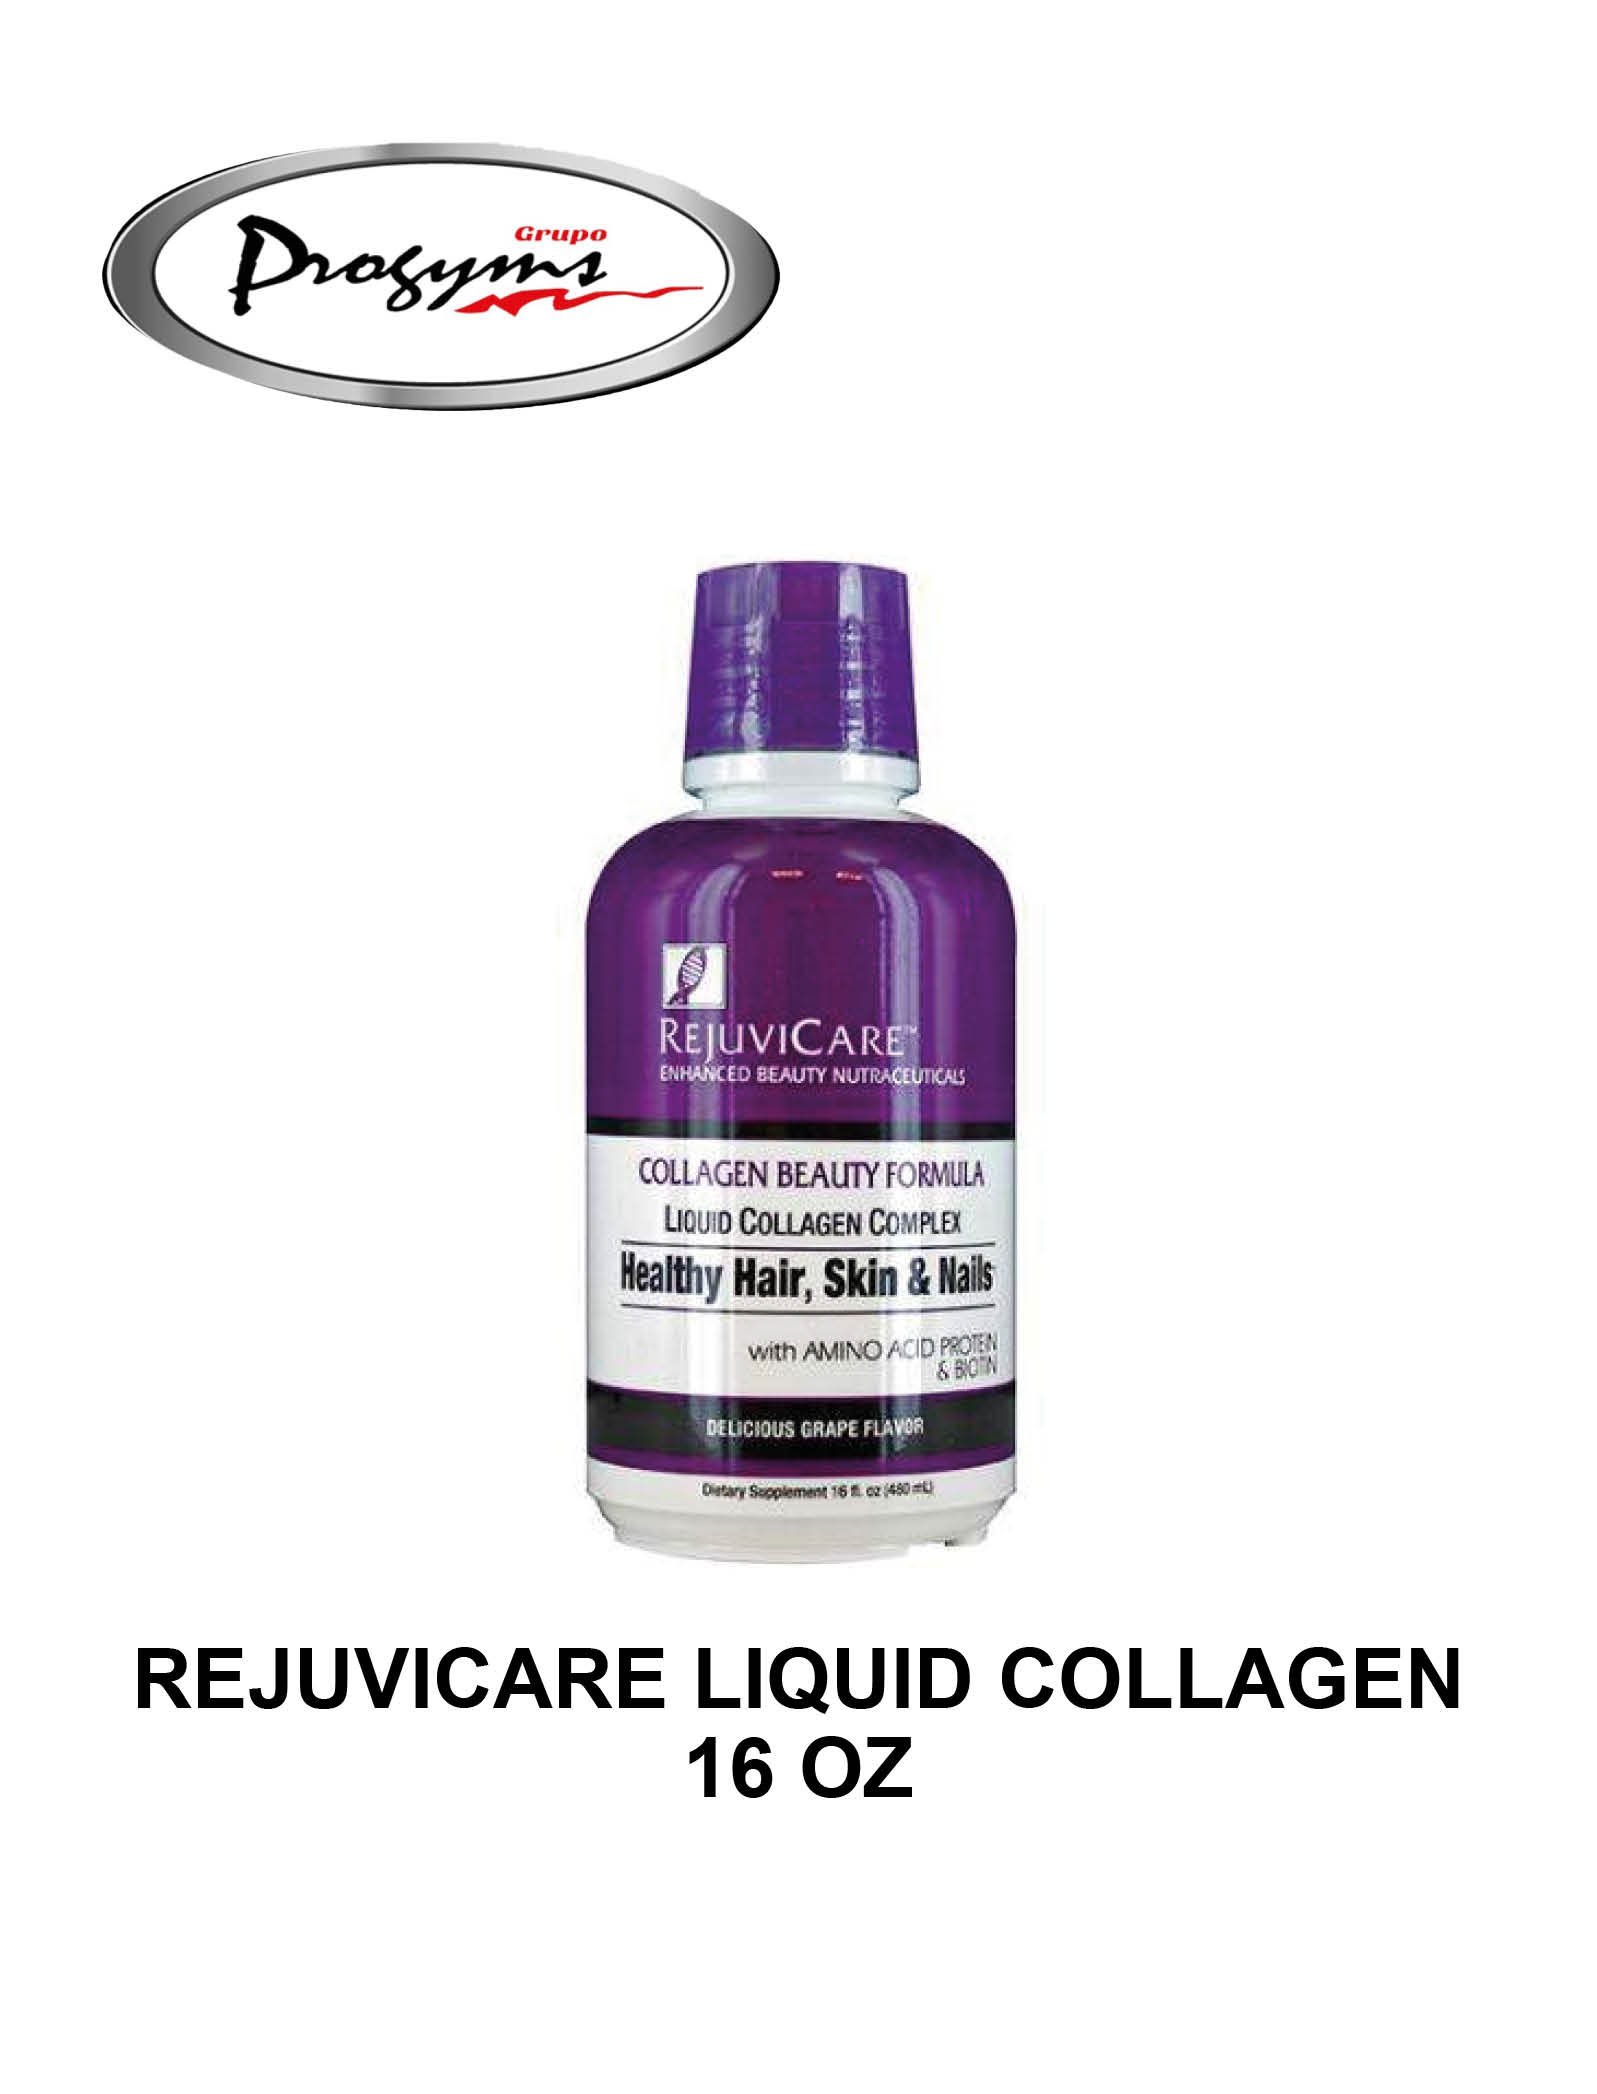 Grupo
Progyms
REJUVICARE™
ENHANCED BEAUTY NUTRACEUTICALS
COLLAGEN BEAUTY FORMULA
LIQUID COLLAGEN COMPLEX
Healthy Hair, Skin & Nails
with AMINO ACID PROTEIN
& BIOTIN
DELICIOUS GRAPE FLAVOR
Dietary Supplement 16 fl. oz (480 mL)
REJUVICARE LIQUID COLLAGEN
16 OZ